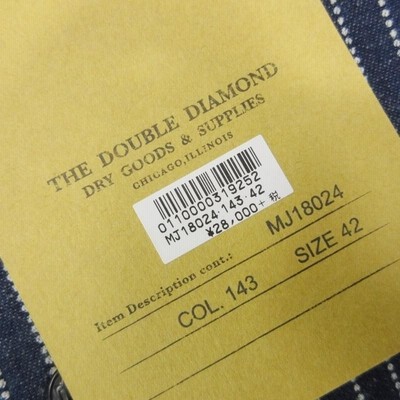 THE DOUBLE DIAMOND
DRY GOODS & SUPPLIES
CHICAGO, ILLINOIS
0110000319252
MJ18024-143-42
¥28,000+税
Item Description cont.: MJ18024
COL. 143 SIZE 42